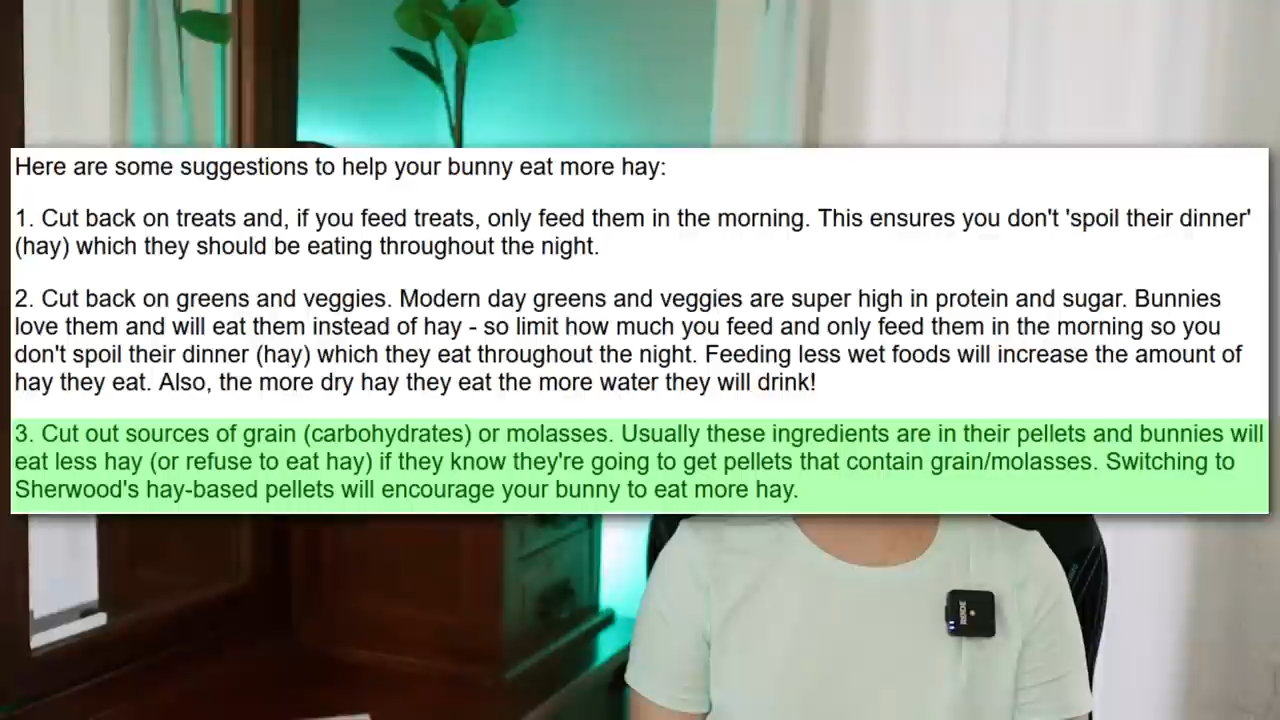 Here are some suggestions to help your bunny eat more hay:
1. Cut back on treats and, if you feed treats, only feed them in the morning. This ensures you don't 'spoil their dinner'
(hay) which they should be eating throughout the night.
2. Cut back on greens and veggies. Modern day greens and veggies are super high in protein and sugar. Bunnies
love them and will eat them instead of hay - so limit how much you feed and only feed them in the morning so you
don't spoil their dinner (hay) which they eat throughout the night. Feeding less wet foods will increase the amount of
hay they eat. Also, the more dry hay they eat the more water they will drink!
3. Cut out sources of grain (carbohydrates) or molasses. Usually these ingredients are in their pellets and bunnies will
eat less hay (or refuse to eat hay) if they know they're going to get pellets that contain grain/molasses. Switching to
Sherwood's hay-based pellets will encourage your bunny to eat more hay.
RODE